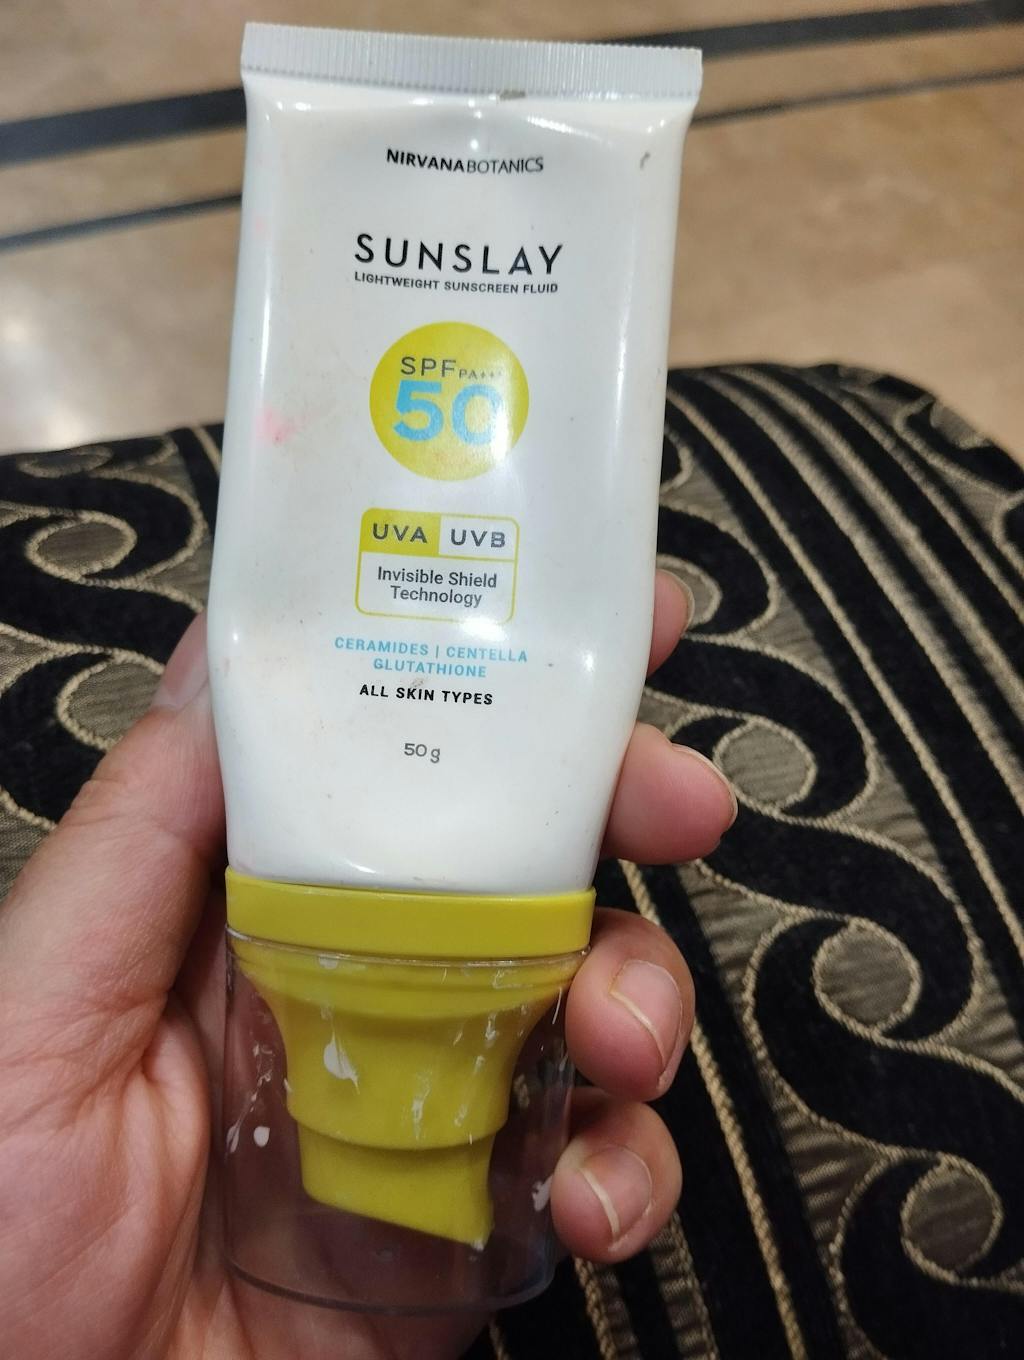 NIRVANABOTANICS
SUNSLAY
LIGHTWEIGHT SUNSCREEN FLUID
SPF PA+++
50
UVA UVB
Invisible Shield
Technology
CERAMIDES | CENTELLA
GLUTATHIONE
ALL SKIN TYPES
50 g